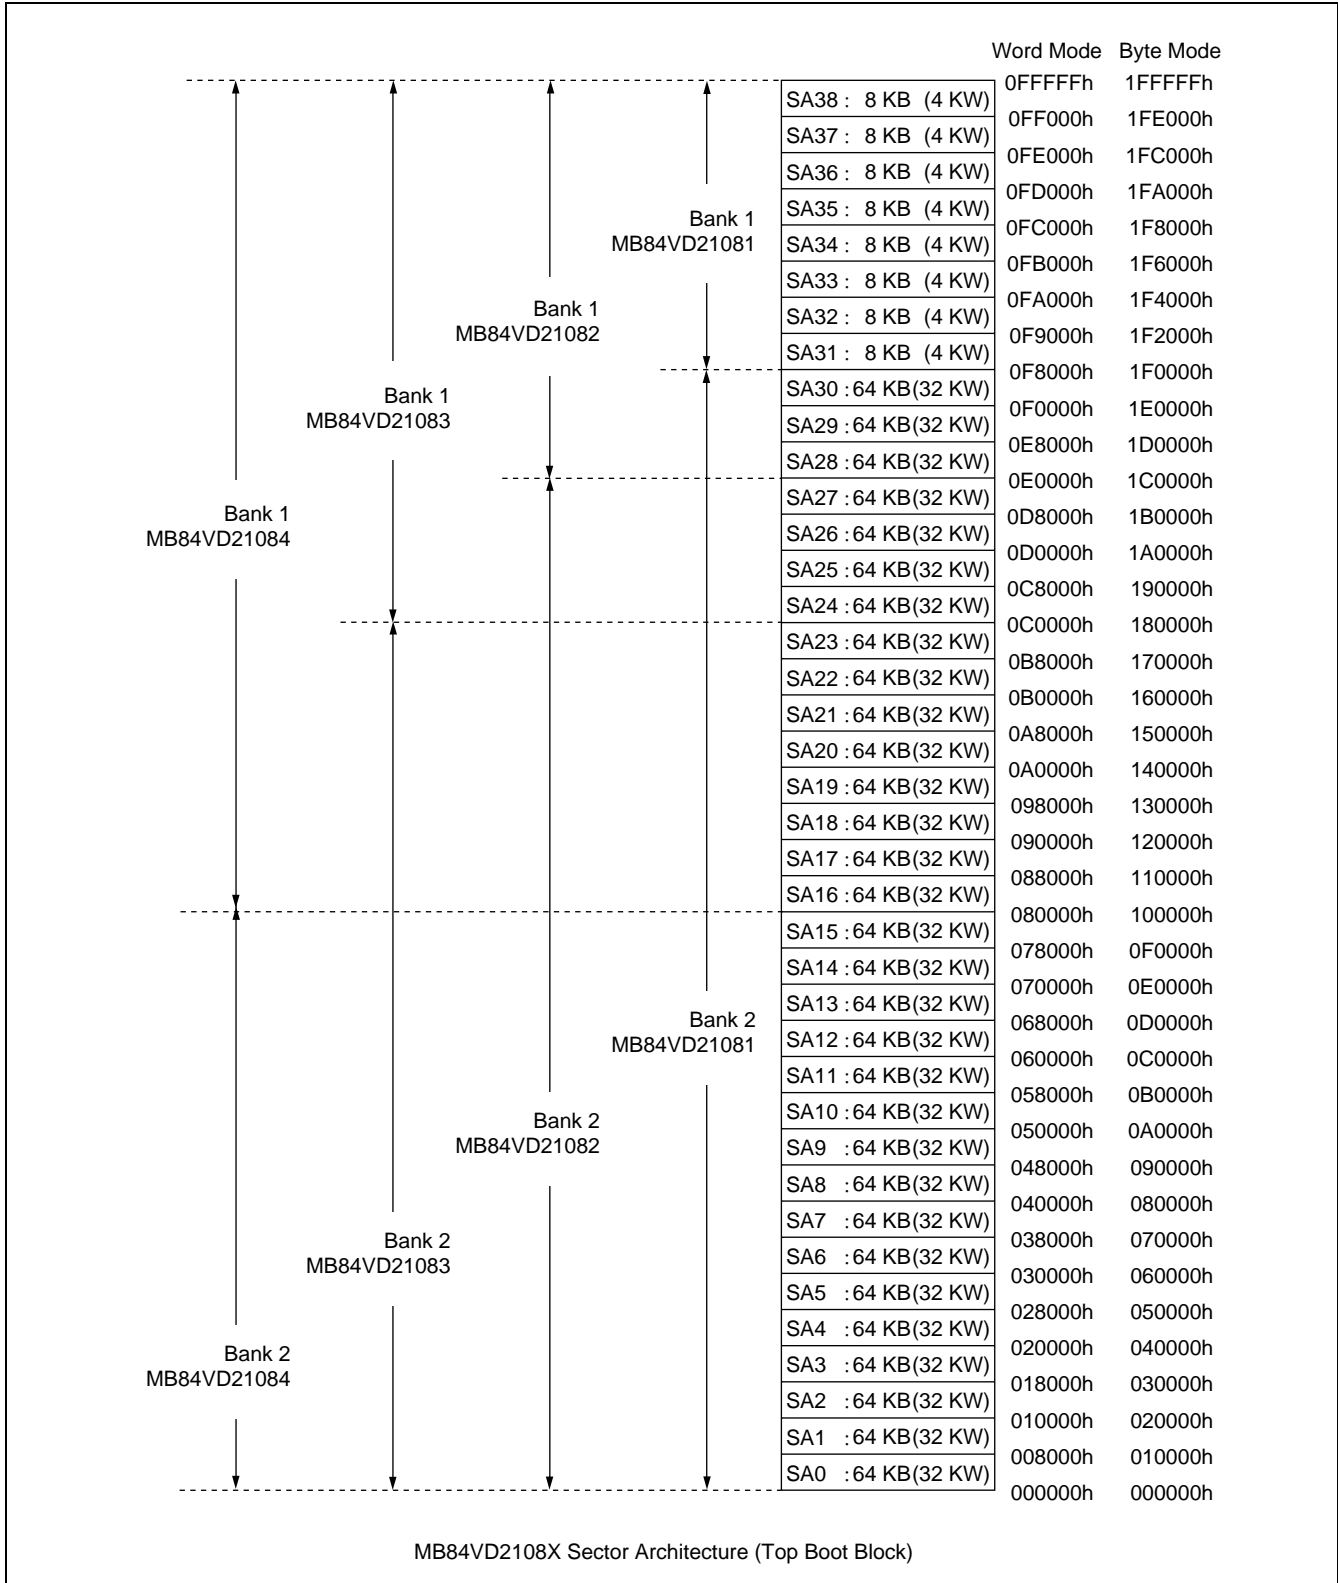 Word Mode Byte Mode
0FFFFFh 1FFFFFh
SA38 : 8 KB (4 KW)
0FF000h 1FE000h
SA37 : 8 KB (4 KW)
0FE000h 1FC000h
SA36 : 8 KB (4 KW)
0FD000h 1FA000h
SA35 : 8 KB (4 KW)
Bank 1
MB84VD21081
0FC000h 1F8000h
SA34 : 8 KB (4 KW)
0FB000h 1F6000h
SA33 : 8 KB (4 KW)
0FA000h 1F4000h
Bank 1
MB84VD21082
SA32 : 8 KB (4 KW)
0F9000h 1F2000h
SA31 : 8 KB (4 KW)
0F8000h 1F0000h
SA30 : 64 KB(32 KW)
Bank 1
MB84VD21083
0F0000h 1E0000h
SA29 : 64 KB(32 KW)
0E8000h 1D0000h
SA28 : 64 KB(32 KW)
0E0000h 1C0000h
SA27 : 64 KB(32 KW)
Bank 1
MB84VD21084
0D8000h 1B0000h
SA26 : 64 KB(32 KW)
0D0000h 1A0000h
SA25 : 64 KB(32 KW)
0C8000h 190000h
SA24 : 64 KB(32 KW)
0C0000h 180000h
SA23 : 64 KB(32 KW)
0B8000h 170000h
SA22 : 64 KB(32 KW)
0B0000h 160000h
SA21 : 64 KB(32 KW)
0A8000h 150000h
SA20 : 64 KB(32 KW)
0A0000h 140000h
SA19 : 64 KB(32 KW)
098000h 130000h
SA18 : 64 KB(32 KW)
090000h 120000h
SA17 : 64 KB(32 KW)
088000h 110000h
SA16 : 64 KB(32 KW)
080000h 100000h
SA15 : 64 KB(32 KW)
078000h 0F0000h
SA14 : 64 KB(32 KW)
070000h 0E0000h
SA13 : 64 KB(32 KW)
Bank 2
MB84VD21081
068000h 0D0000h
SA12 : 64 KB(32 KW)
060000h 0C0000h
SA11 : 64 KB(32 KW)
058000h 0B0000h
SA10 : 64 KB(32 KW)
Bank 2
MB84VD21082
050000h 0A0000h
SA9 : 64 KB(32 KW)
048000h 090000h
SA8 : 64 KB(32 KW)
040000h 080000h
SA7 : 64 KB(32 KW)
Bank 2
MB84VD21083
038000h 070000h
SA6 : 64 KB(32 KW)
030000h 060000h
SA5 : 64 KB(32 KW)
028000h 050000h
SA4 : 64 KB(32 KW)
020000h 040000h
Bank 2
MB84VD21084
SA3 : 64 KB(32 KW)
018000h 030000h
SA2 : 64 KB(32 KW)
010000h 020000h
SA1 : 64 KB(32 KW)
008000h 010000h
SA0 : 64 KB(32 KW)
000000h 000000h
MB84VD2108X Sector Architecture (Top Boot Block)